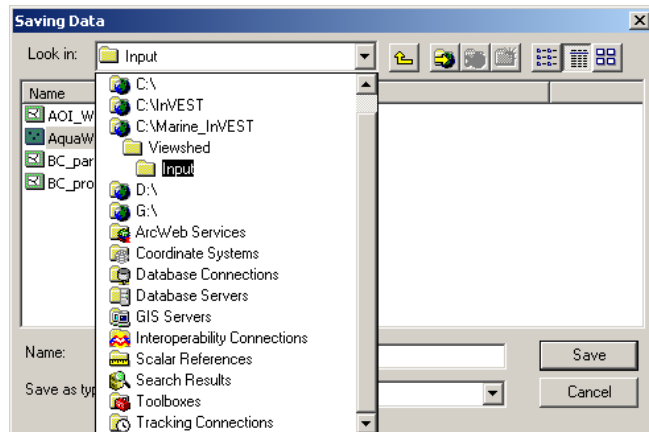 Saving Data
Look in: Input
Name
AOI_W
AquaW
BC_par
BC_pro
C:\
C:\InVEST
C:\Marine_InVEST
Viewshed
Input
D:\
G:\
ArcWeb Services
Coordinate Systems
Database Connections
Database Servers
GIS Servers
Interoperability Connections
Scalar References
Search Results
Toolboxes
Tracking Connections
Name:
Save
Save as typ
Cancel